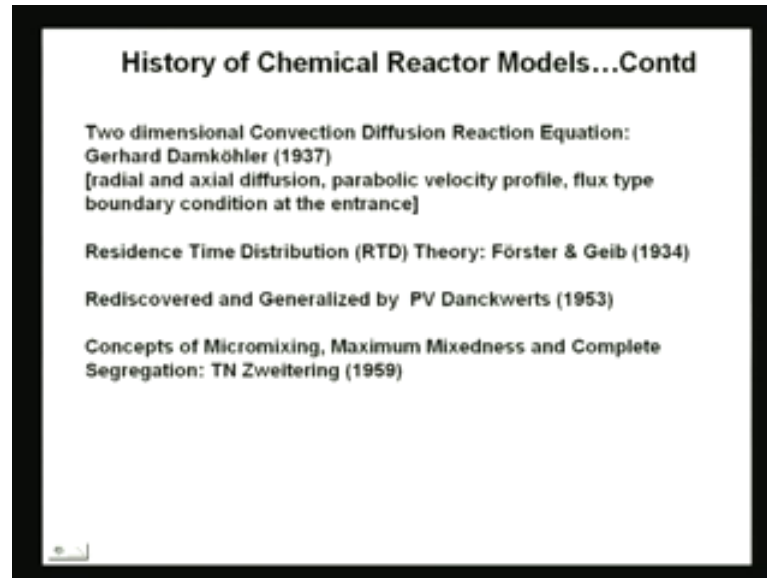 History of Chemical Reactor Models...Contd
Two dimensional Convection Diffusion Reaction Equation:
Gerhard Damköhler (1937)
[radial and axial diffusion, parabolic velocity profile, flux type
boundary condition at the entrance]
Residence Time Distribution (RTD) Theory: Förster & Geib (1934)
Rediscovered and Generalized by PV Danckwerts (1953)
Concepts of Micromixing, Maximum Mixedness and Complete
Segregation: TN Zweitering (1959)